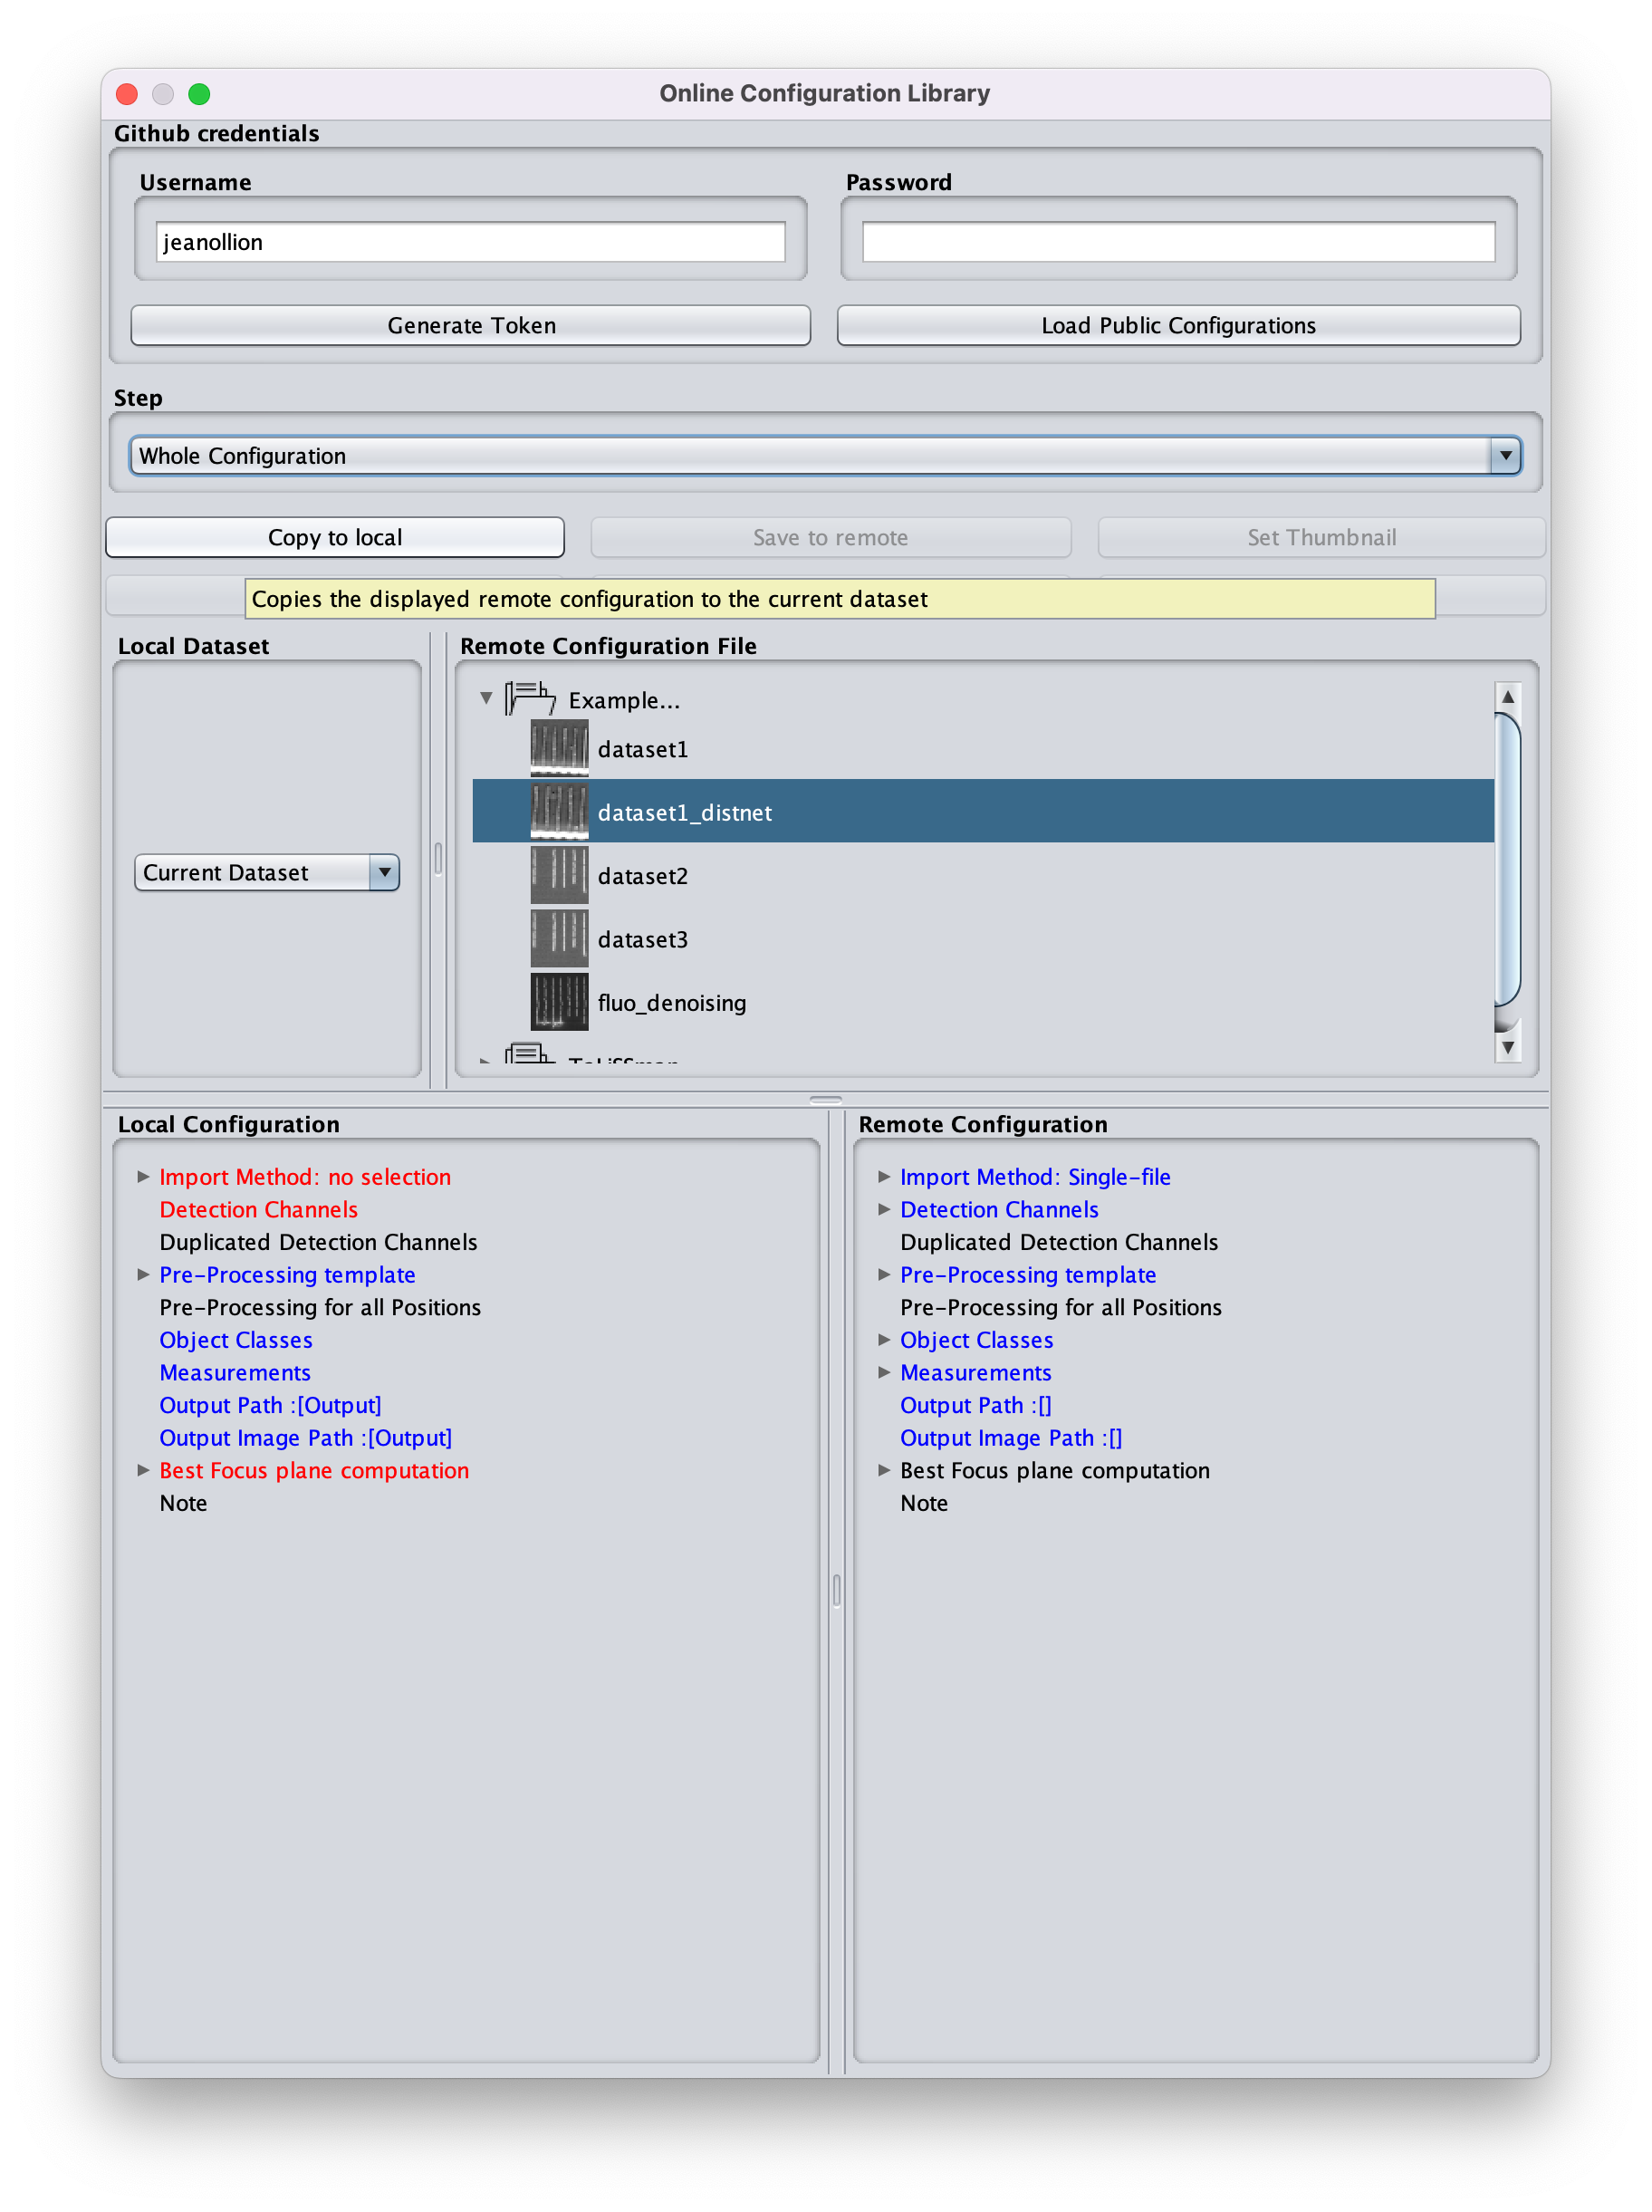 Online Configuration Library
Github credentials
Username
Password
jeanollion
Generate Token
Load Public Configurations
Step
Whole Configuration
Copy to local
Save to remote
Set Thumbnail
Copies the displayed remote configuration to the current dataset
Local Dataset
Remote Configuration File
Example...
dataset1
dataset1_distnet
dataset2
dataset3
fluo_denoising
Current Dataset
Local Configuration
Import Method: no selection
Detection Channels
Duplicated Detection Channels
Pre-Processing template
Pre-Processing for all Positions
Object Classes
Measurements
Output Path :[Output]
Output Image Path :[Output]
Best Focus plane computation
Note
Remote Configuration
Import Method: Single-file
Detection Channels
Duplicated Detection Channels
Pre-Processing template
Pre-Processing for all Positions
Object Classes
Measurements
Output Path :[]
Output Image Path :[]
Best Focus plane computation
Note